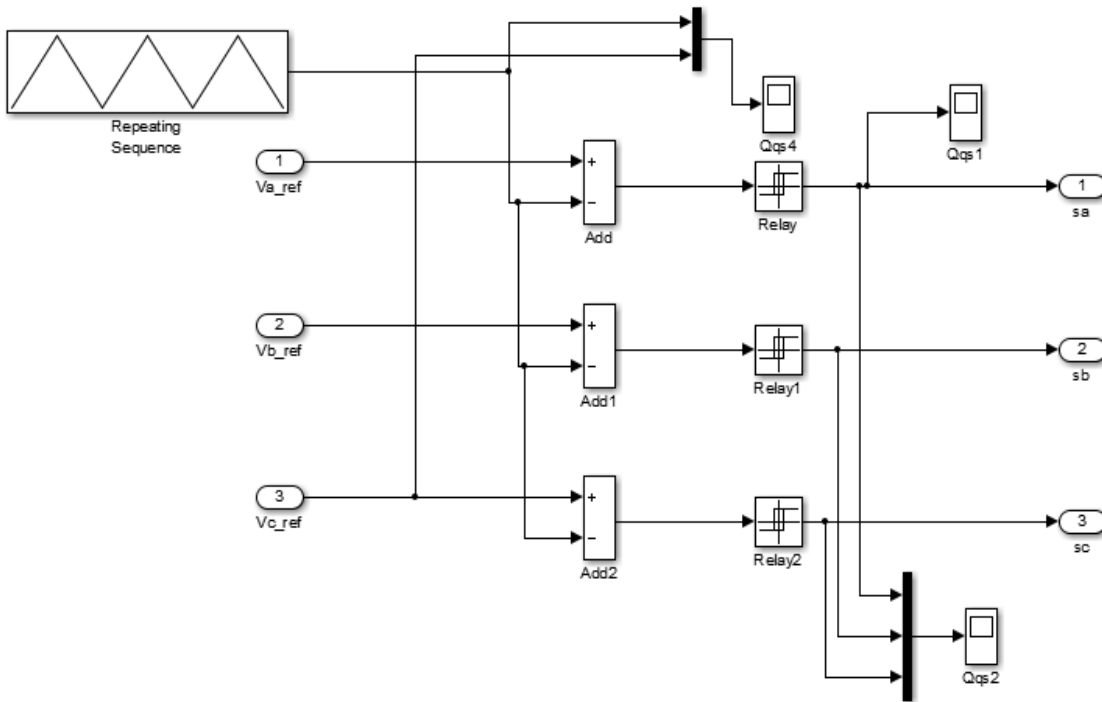 Repeating
Sequence
Qqs4
Qqs1
1
Va_ref
+
−
Add
Relay
1
sa
2
Vb_ref
+
−
Add1
Relay1
2
sb
3
Vc_ref
+
−
Add2
Relay2
3
sc
Qqs2